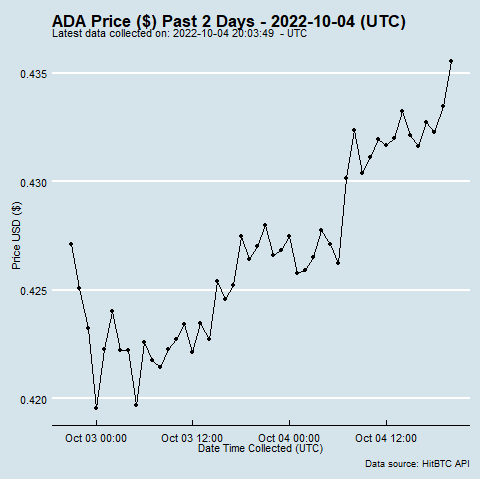 ADA Price ($) Past 2 Days - 2022-10-04 (UTC)
Latest data collected on: 2022-10-04 20:03:49  - UTC
0.435
0.430
0.425
0.420
Price USD ($)
Oct 03 00:00 Oct 03 12:00 Oct 04 00:00 Oct 04 12:00
Date Time Collected (UTC)
Data source: HitBTC API